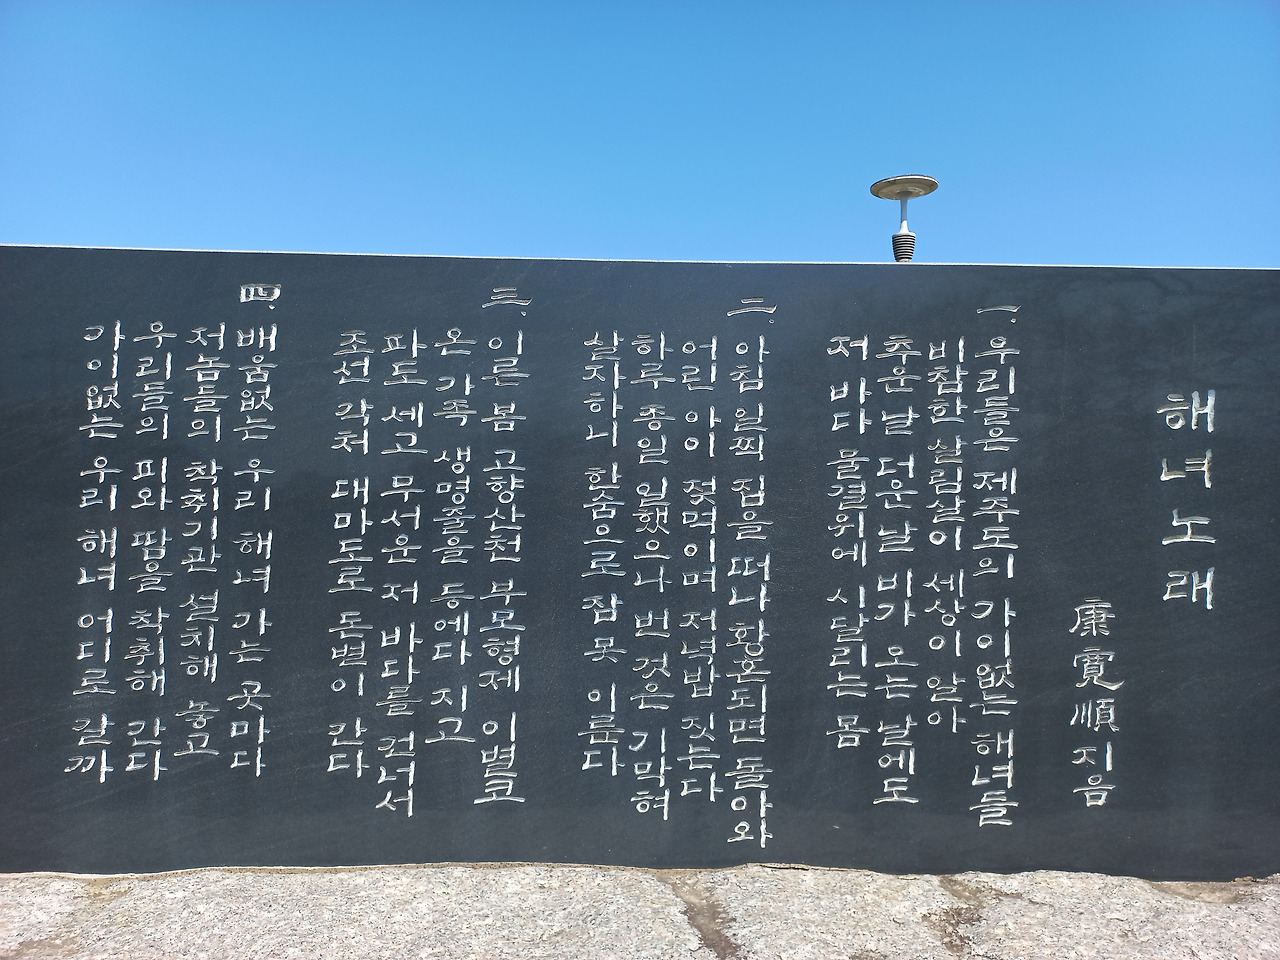 해녀 노래
康寬順 지음
一. 우리들은 제주도의 가이없는 해녀들
비참한 살림살이 세상이 알아
추운 날 더운 날 비가 오는 날에도
저 바다 물결위에 시달리는 몸
二. 아침 일찍 집을 떠나 황혼되면 돌아와
어린 아이 젖먹이며 저녁밥 짓는다
하루 종일 일했으나 번 것은 기막혀
살자하니 한숨으로 잠 못 이룬다
三. 이른 봄 고향산천 부모형제 이별코
온 가족 생명줄을 등에다 지고
파도 세고 무서운 저 바다를 건너서
조선 각처 대마도로 돈벌이 간다
四. 배움없는 우리 해녀 가는 곳마다
저놈들의 착취기관 설치해 놓고
우리들의 피와 땀을 착취해 간다
가이없는 우리 해녀 어디로 갈까